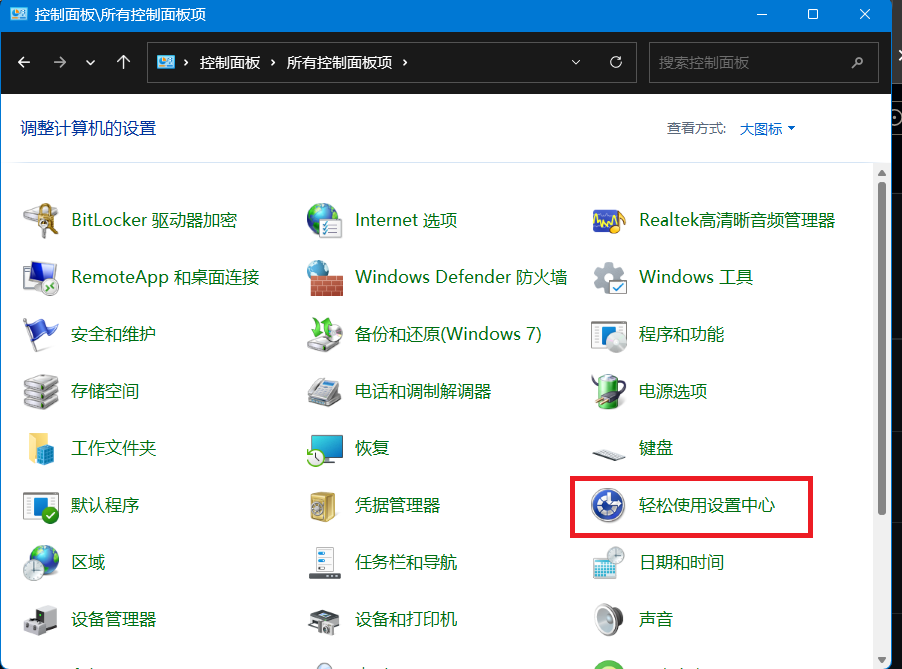 控制面板\所有控制面板项
控制面板 › 所有控制面板项 ›
搜索控制面板
调整计算机的设置
查看方式: 大图标
BitLocker 驱动器加密
Internet 选项
Realtek高清晰音频管理器
RemoteApp 和桌面连接
Windows Defender 防火墙
Windows 工具
安全和维护
备份和还原(Windows 7)
程序和功能
存储空间
电话和调制解调器
电源选项
工作文件夹
恢复
键盘
默认程序
凭据管理器
轻松使用设置中心
区域
任务栏和导航
日期和时间
设备管理器
设备和打印机
声音